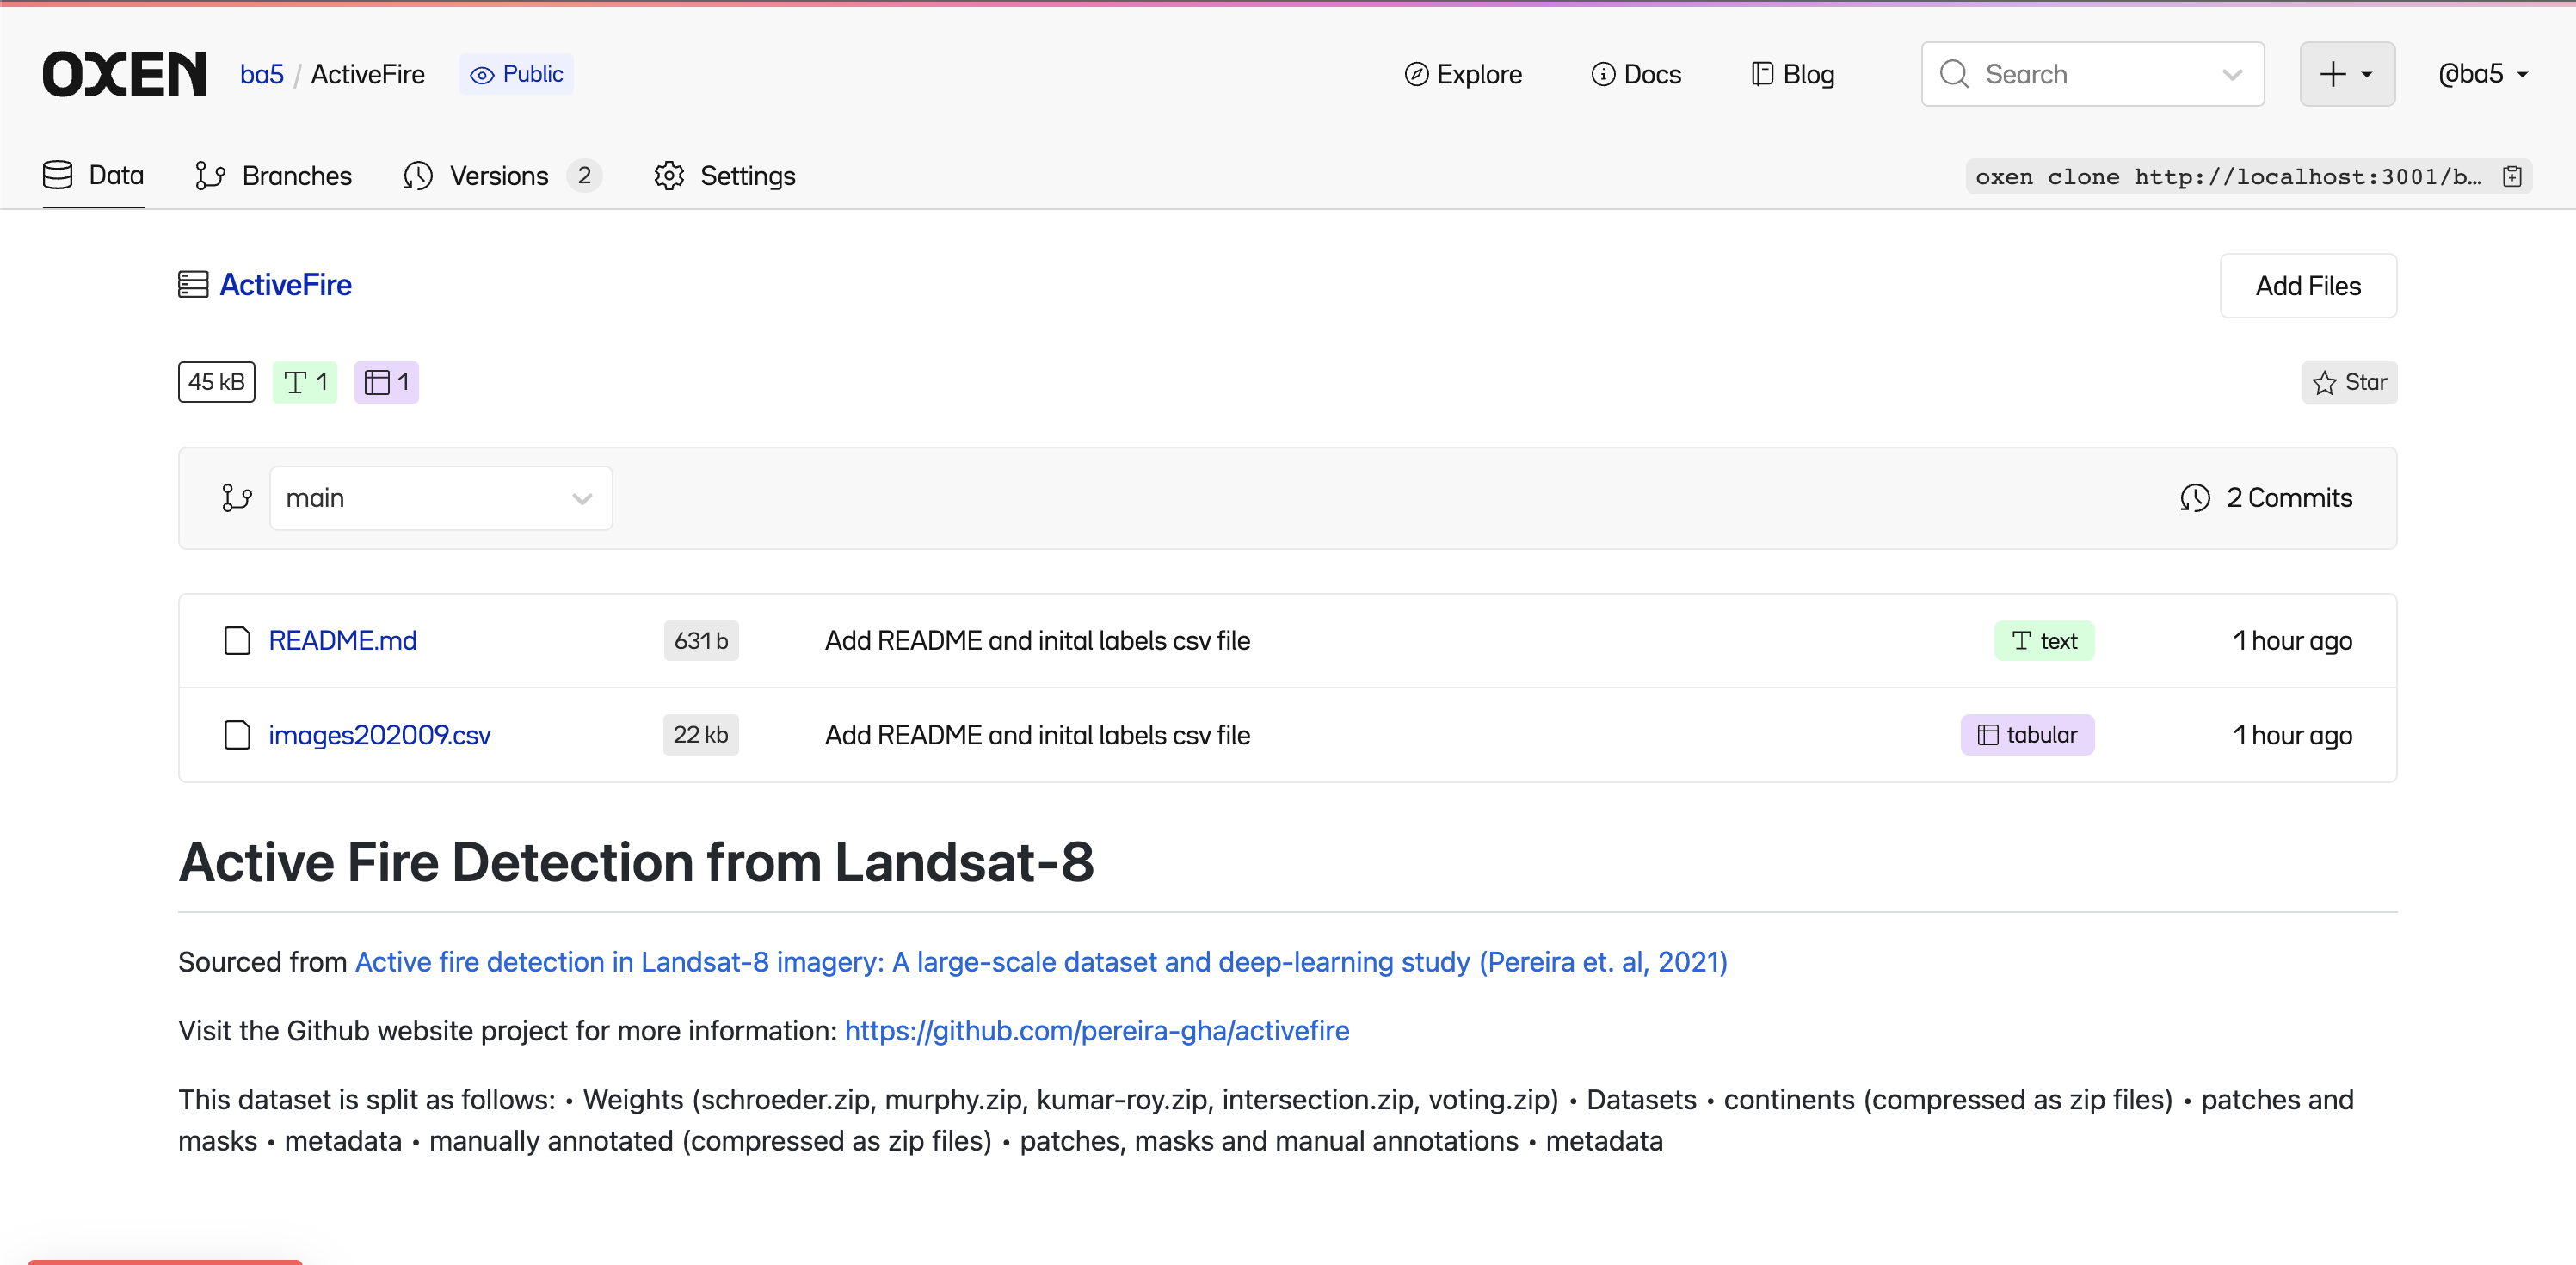 OXEN ba5 / ActiveFire Public Explore Docs Blog Search @ba5
Data Branches Versions 2 Settings oxen clone http://localhost:3001/b…
ActiveFire Add Files
45 kB 1 1 Star
main 2 Commits
README.md 631 b Add README and inital labels csv file text 1 hour ago
images202009.csv 22 kb Add README and inital labels csv file tabular 1 hour ago
Active Fire Detection from Landsat-8
Sourced from Active fire detection in Landsat-8 imagery: A large-scale dataset and deep-learning study (Pereira et. al, 2021)
Visit the Github website project for more information: https://github.com/pereira-gha/activefire
This dataset is split as follows: • Weights (schroeder.zip, murphy.zip, kumar-roy.zip, intersection.zip, voting.zip) • Datasets • continents (compressed as zip files) • patches and
masks • metadata • manually annotated (compressed as zip files) • patches, masks and manual annotations • metadata